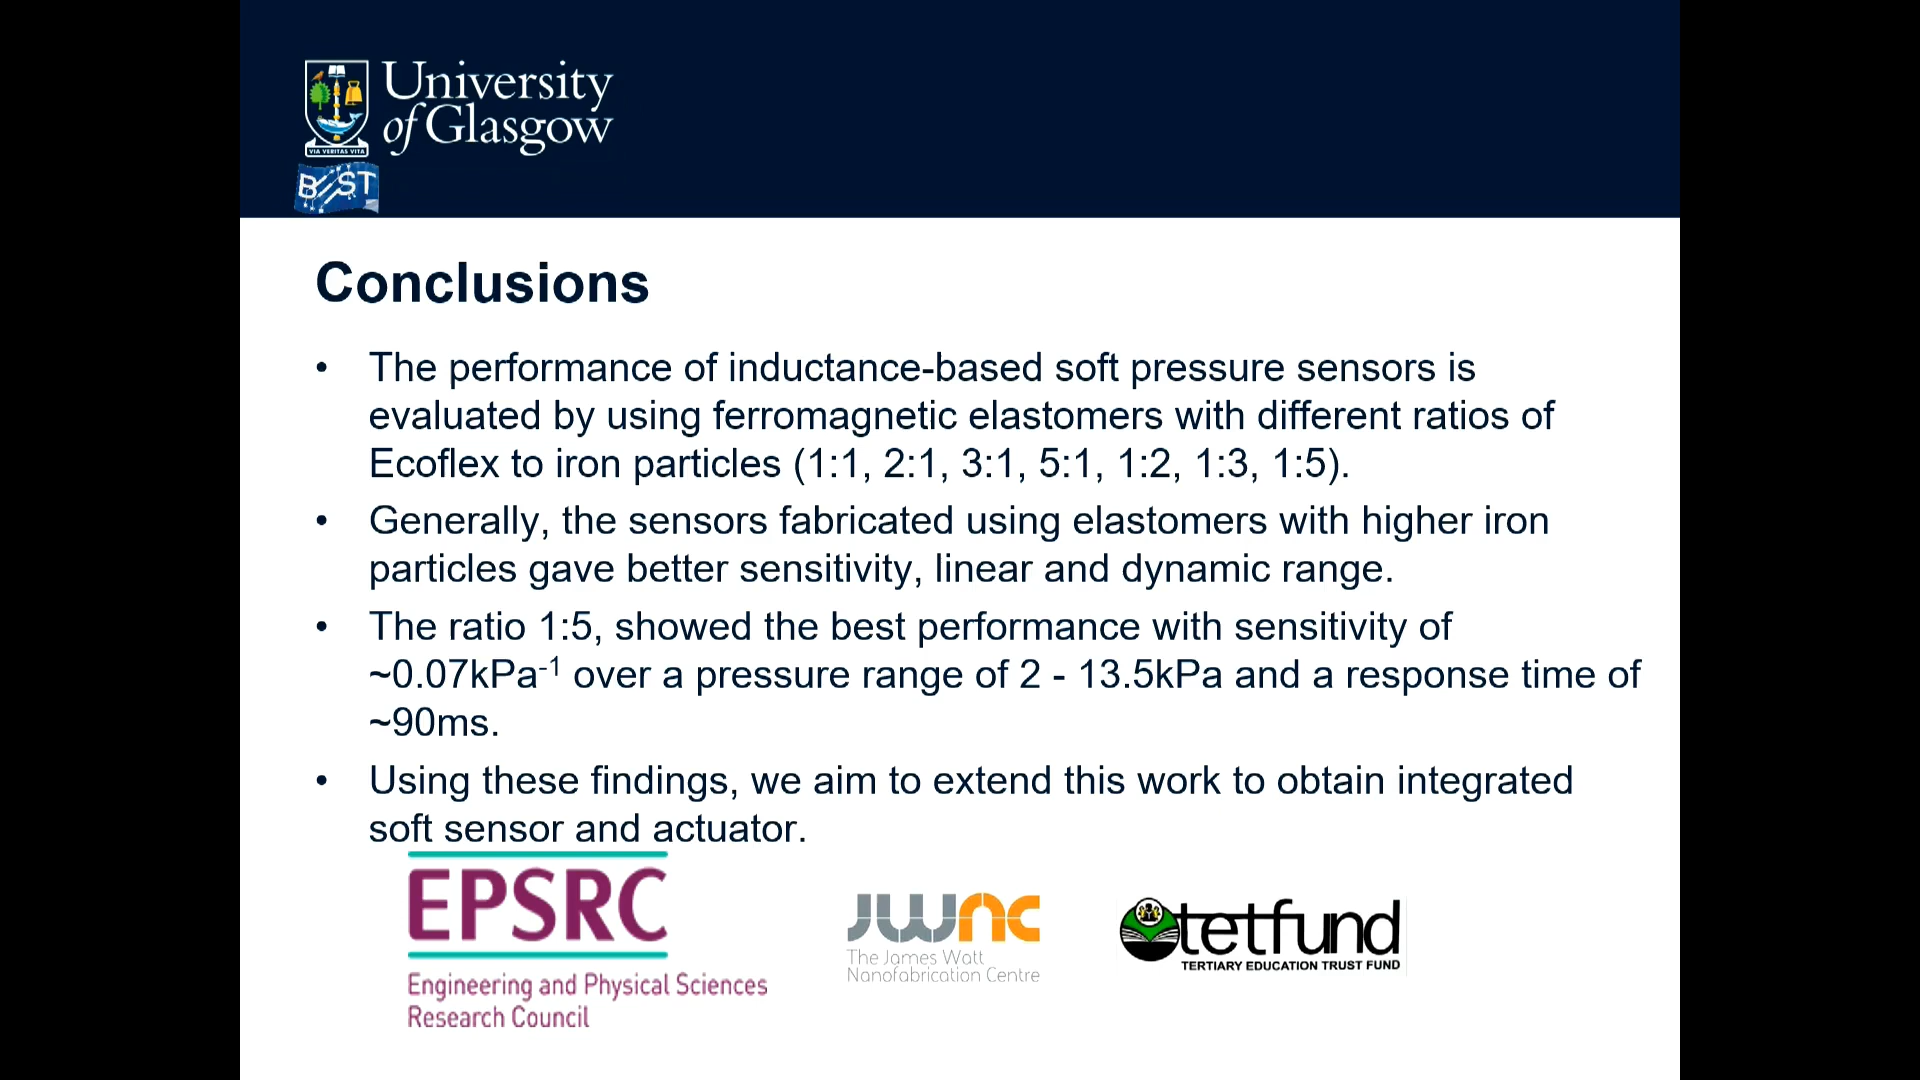 University
of Glasgow
VIA VERITAS VITA
B//ST
Conclusions
• The performance of inductance-based soft pressure sensors is
evaluated by using ferromagnetic elastomers with different ratios of
Ecoflex to iron particles (1:1, 2:1, 3:1, 5:1, 1:2, 1:3, 1:5).
• Generally, the sensors fabricated using elastomers with higher iron
particles gave better sensitivity, linear and dynamic range.
• The ratio 1:5, showed the best performance with sensitivity of
~0.07kPa⁻¹ over a pressure range of 2 - 13.5kPa and a response time of
~90ms.
• Using these findings, we aim to extend this work to obtain integrated
soft sensor and actuator.
EPSRC
Engineering and Physical Sciences
Research Council
JWNC
The James Watt
Nanofabrication Centre
tetfund
TERTIARY EDUCATION TRUST FUND